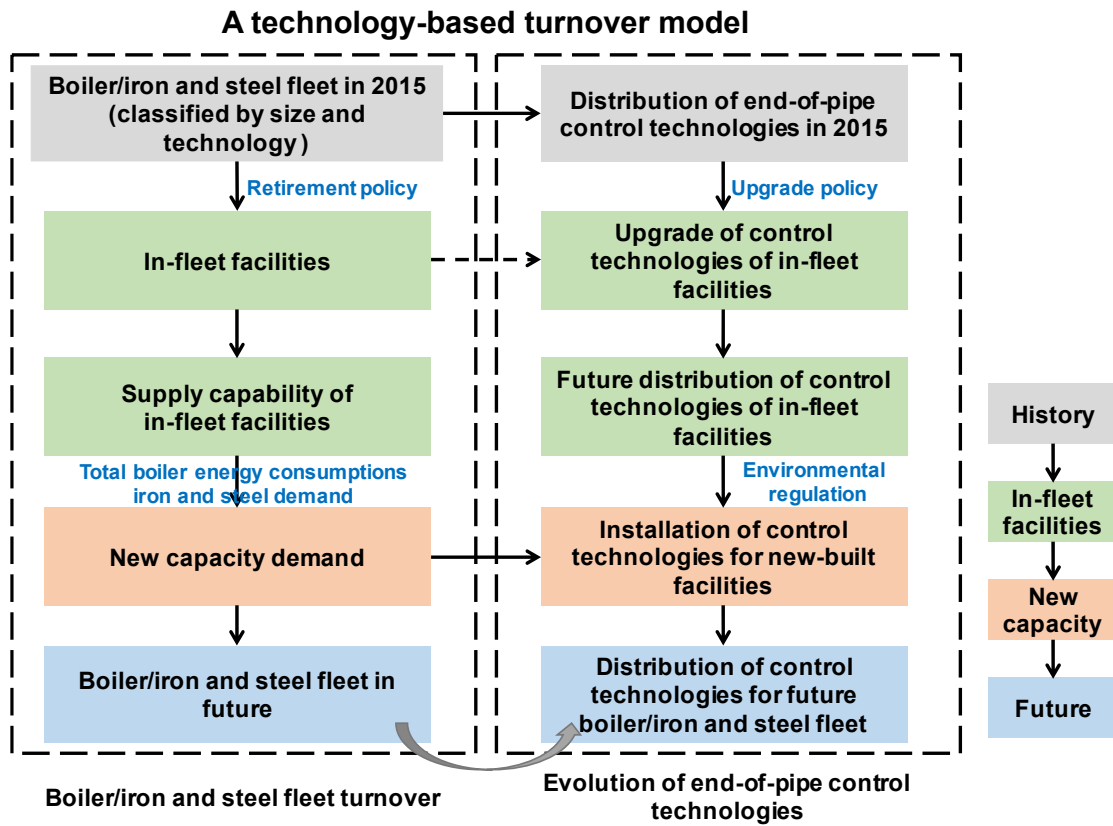 A technology-based turnover model
Boiler/iron and steel fleet in 2015
(classified by size and
technology )
Retirement policy
In-fleet facilities
Supply capability of
in-fleet facilities
Total boiler energy consumptions
iron and steel demand
New capacity demand
Boiler/iron and steel fleet in
future
Boiler/iron and steel fleet turnover
Distribution of end-of-pipe
control technologies in 2015
Upgrade policy
Upgrade of control
technologies of in-fleet
facilities
Future distribution of control
technologies of in-fleet
facilities
Environmental
regulation
Installation of control
technologies for new-built
facilities
Distribution of control
technologies for future
boiler/iron and steel fleet
Evolution of end-of-pipe control
technologies
History
In-fleet
facilities
New
capacity
Future